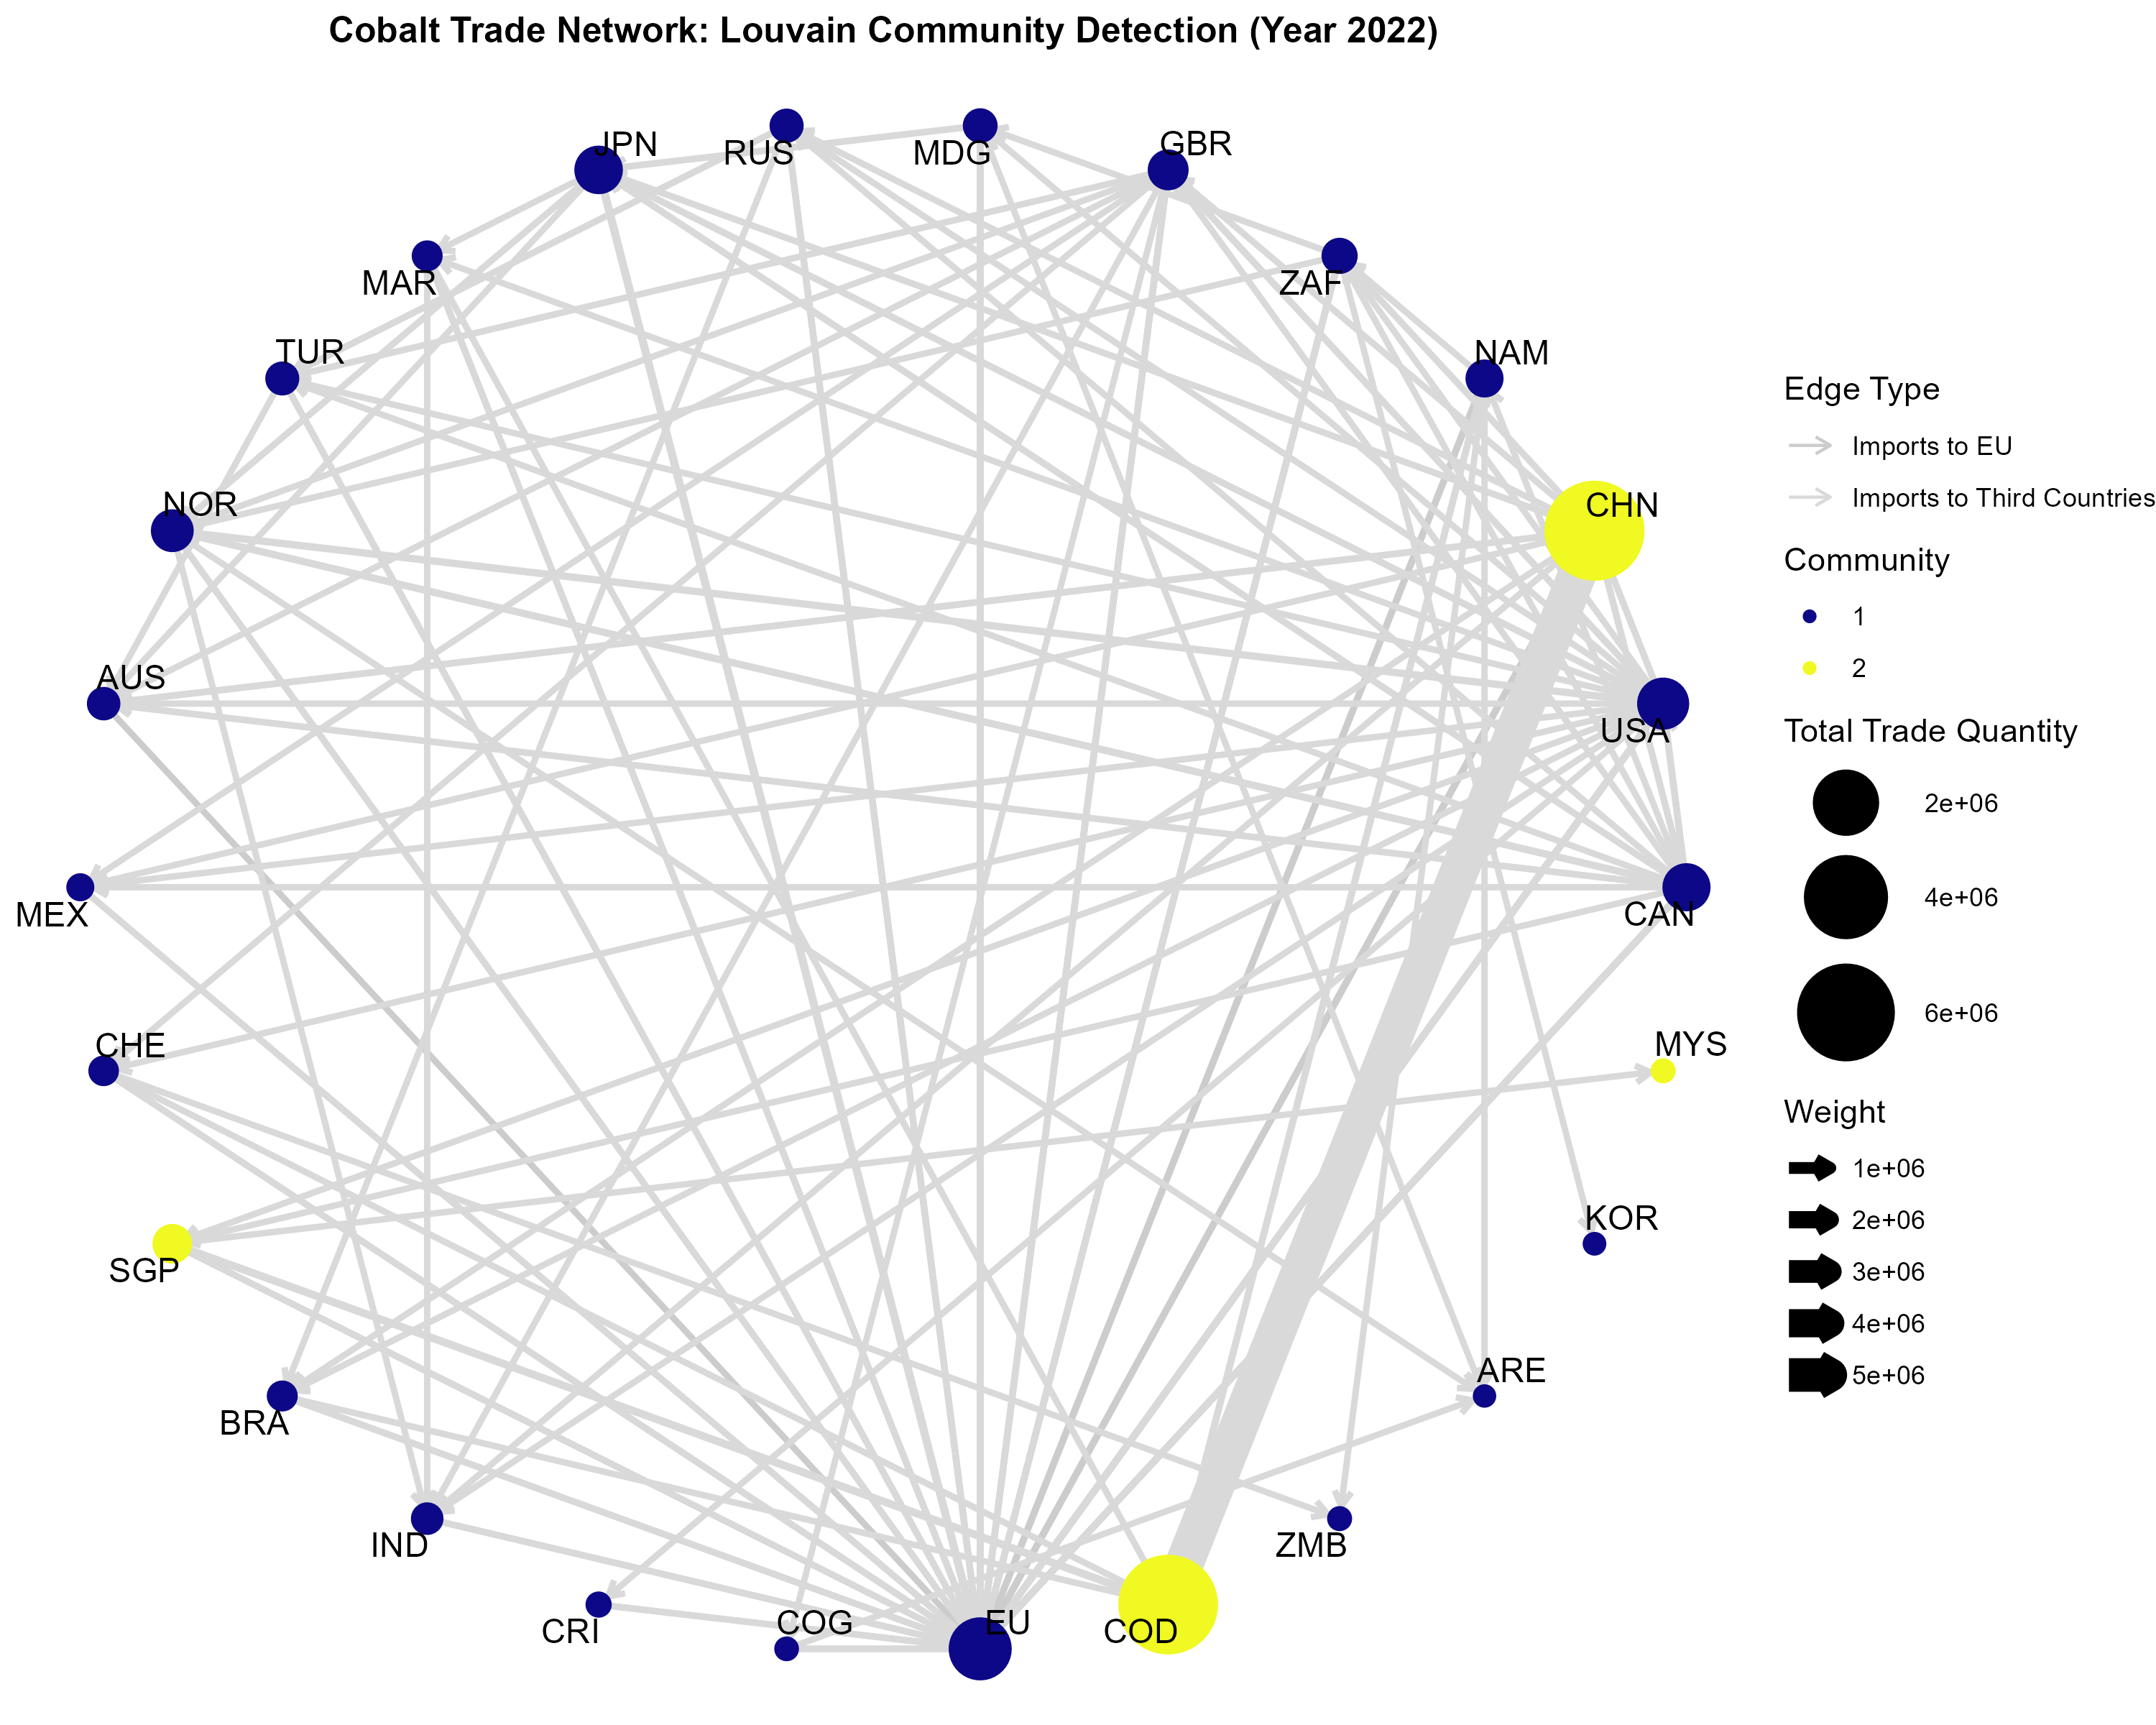 Cobalt Trade Network: Louvain Community Detection (Year 2022)
JPN
RUS
MDG
GBR
MAR
ZAF
TUR
NAM
NOR
CHN
AUS
USA
MEX
CAN
CHE
MYS
SGP
KOR
BRA
ARE
IND
ZMB
CRI
COG
EU
COD
Edge Type
Imports to EU
Imports to Third Countries
Community
1
2
Total Trade Quantity
2e+06
4e+06
6e+06
Weight
1e+06
2e+06
3e+06
4e+06
5e+06